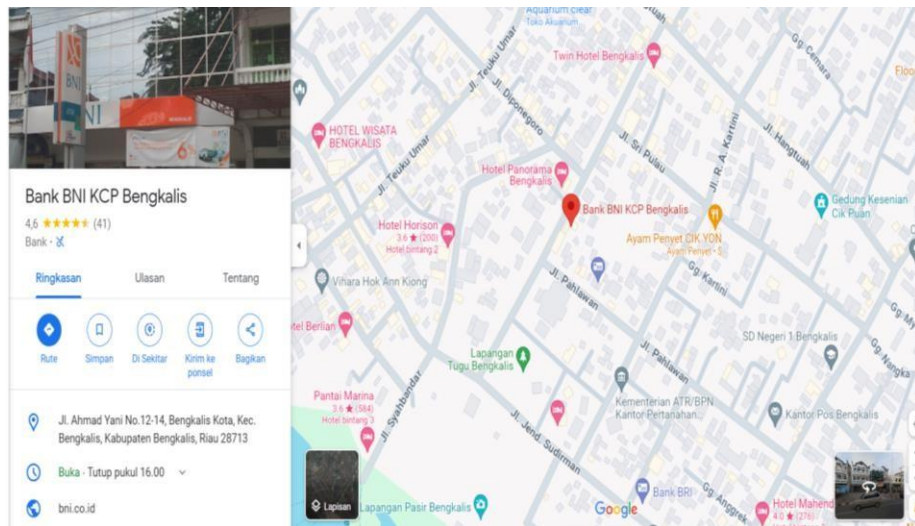 BNI
BNI
BENGKALIS
Bank BNI KCP Bengkalis
4,6 (41)
Bank
Ringkasan
Ulasan
Tentang
Rute
Simpan
Di Sekitar
Kirim ke
ponsel
Bagikan
Jl. Ahmad Yani No.12-14, Bengkalis Kota, Kec.
Bengkalis, Kabupaten Bengkalis, Riau 28713
Buka · Tutup pukul 16.00
bni.co.id
Aquarium clear
Toko Akuarium
Twin Hotel Bengkalis
Jl. Teuku Umar
Jl. Diponegoro
Gg. Cemara
HOTEL WISATA
BENGKALIS
Jl. Teuku Umar
Hotel Panorama
Bengkalis
Jl. Sri Pulau
Jl. R. A. Kartini
Jl. Hangtuah
Gedung Kesenian
Cik Puan
Bank BNI KCP Bengkalis
Hotel Horison
3.6 ★ (200)
Hotel bintang 2
Ayam Penyet CIK YON
Ayam Penyet · $
Vihara Hok Ann Kiong
Jl. Pahlawan
Gg. Kartini
tel Berlian
Lapangan
Tugu Bengkalis
Jl. Pahlawan
SD Negeri 1 Bengkalis
Gg. Nangka
Pantai Marina
3.6 ★ (584)
Hotel bintang 3
Jl. Syahbandar
Kementerian ATR/BPN
Kantor Pertanahan...
Kantor Pos Bengkalis
Jl. Jend. Sudirman
Lapisan
Lapangan Pasir Bengkalis
Google
Bank BRI
Gg. Anggrek
Hotel Mahend
4.0 ★ (276)